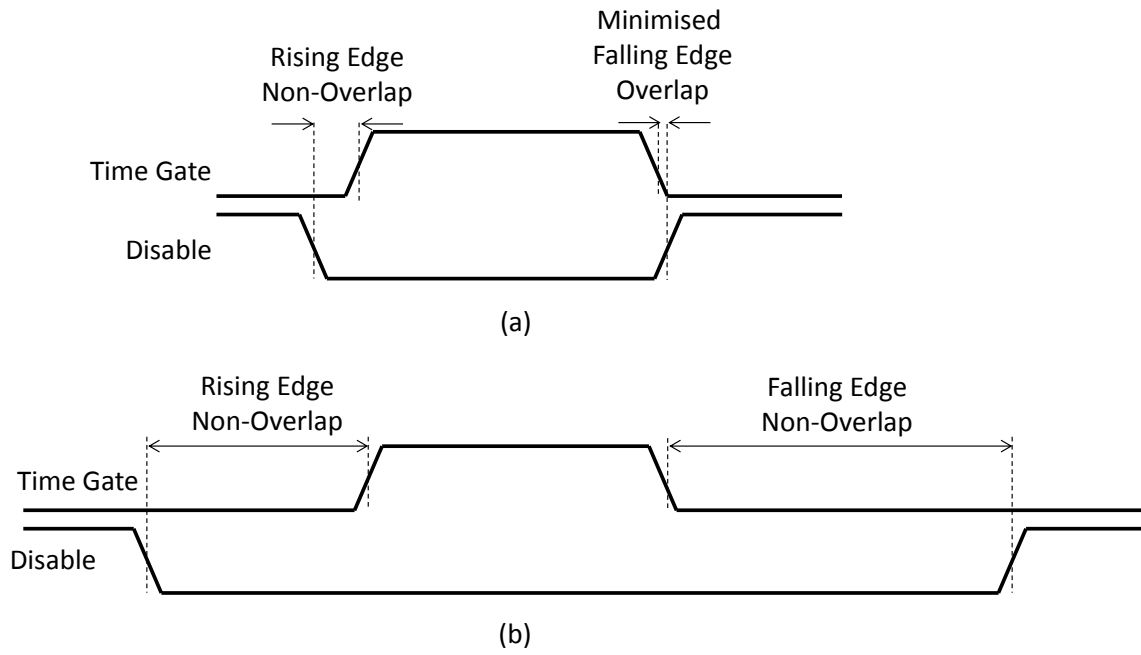 Rising Edge
Non-Overlap
Minimised
Falling Edge
Overlap
Time Gate
Disable
(a)
Rising Edge
Non-Overlap
Falling Edge
Non-Overlap
Time Gate
Disable
(b)